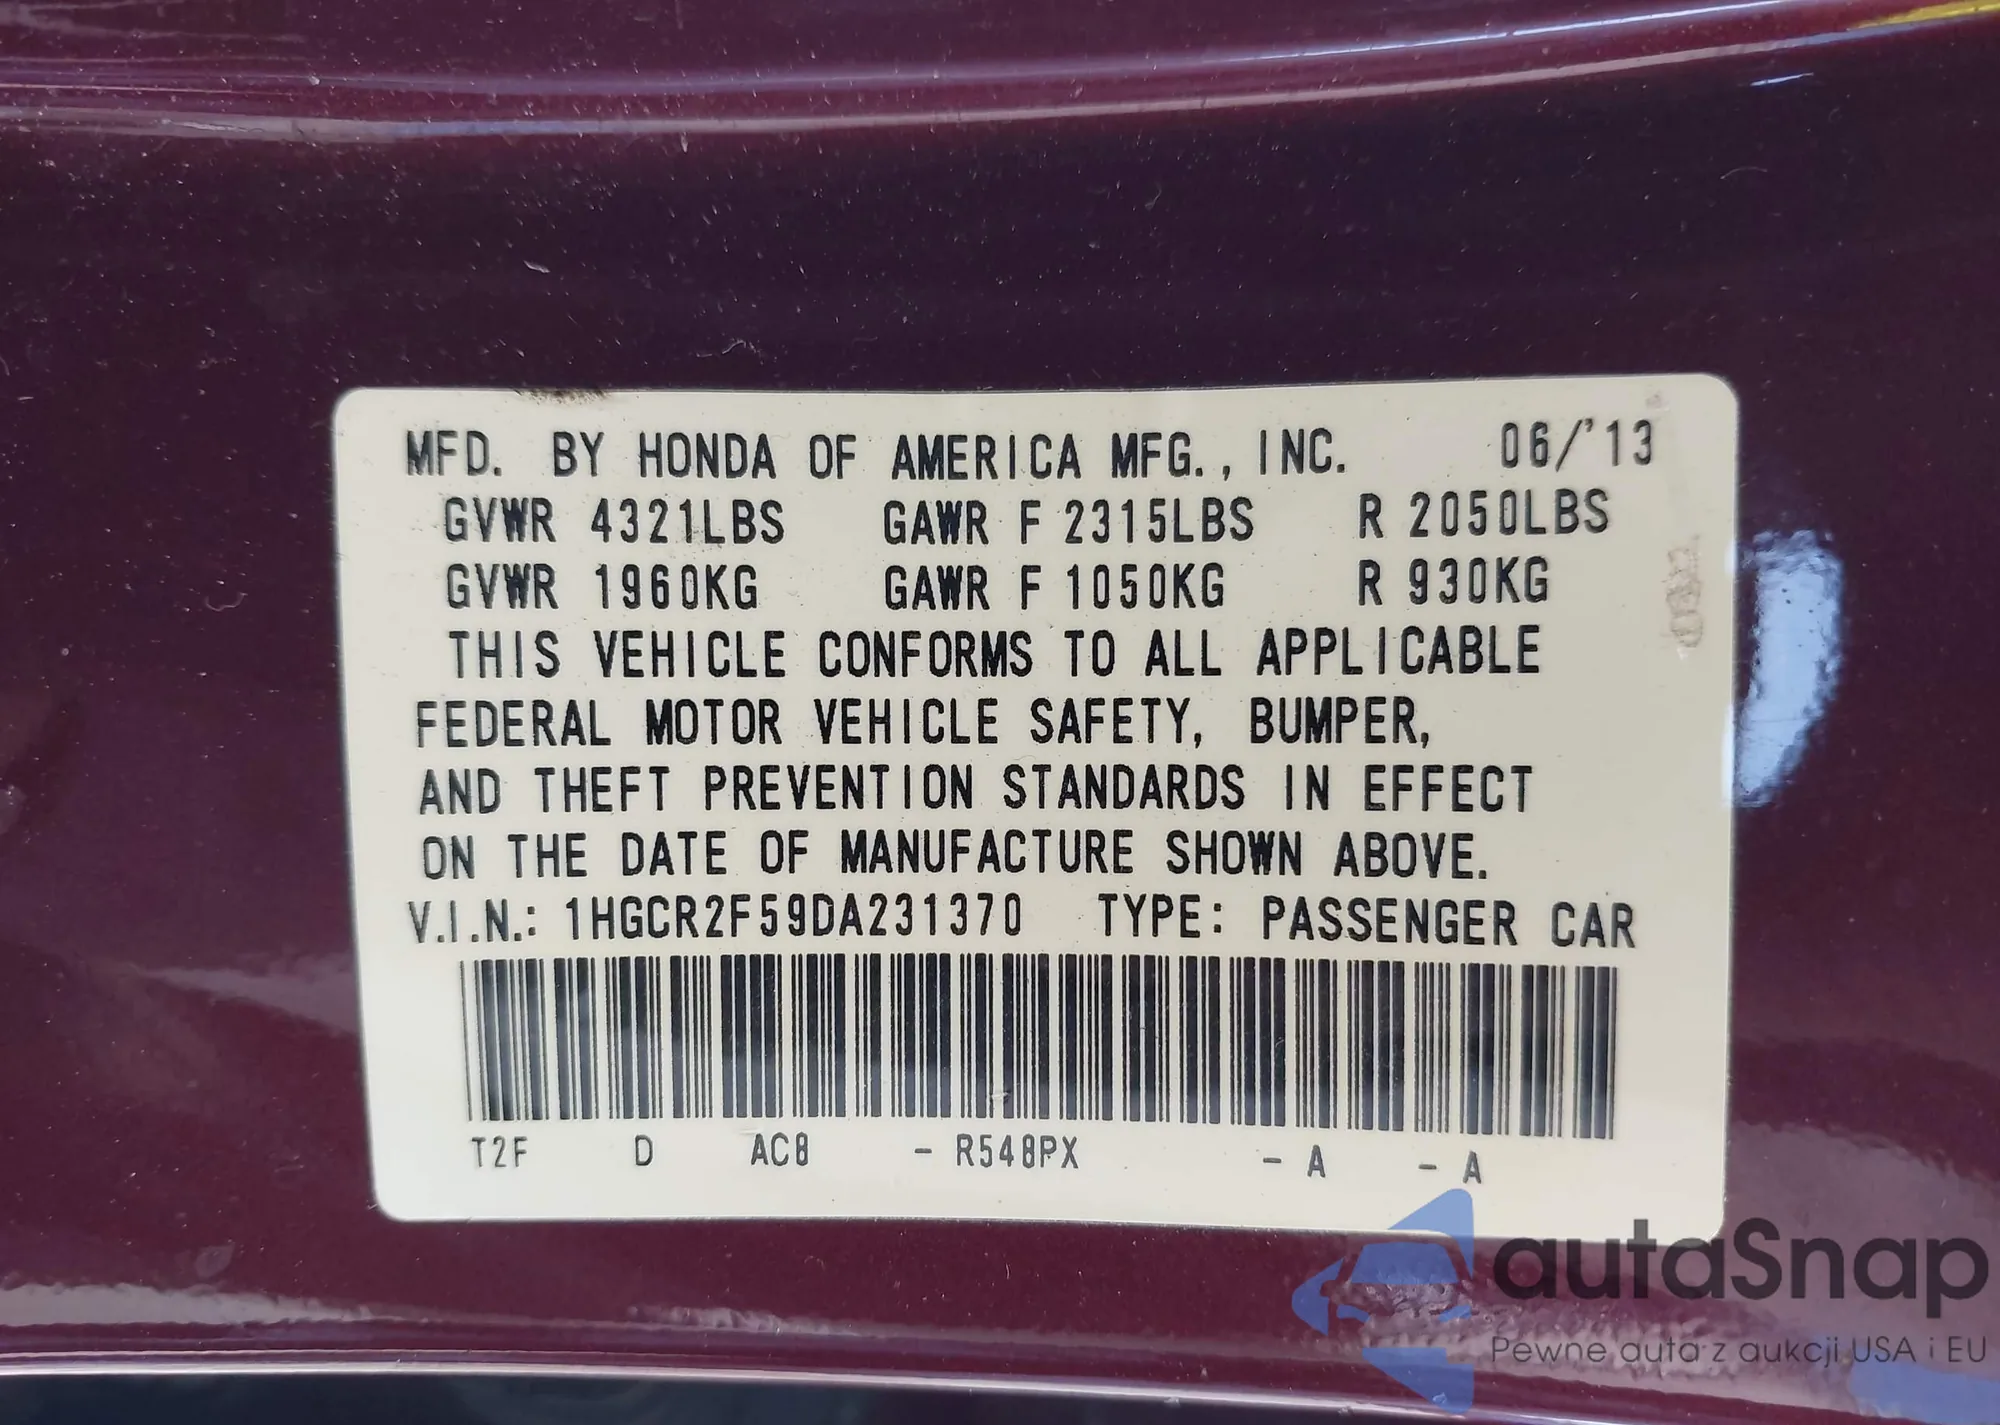 MFD. BY HONDA OF AMERICA MFG., INC. 06/'13
GVWR 4321LBS GAWR F 2315LBS R 2050LBS
GVWR 1960KG GAWR F 1050KG R 930KG
THIS VEHICLE CONFORMS TO ALL APPLICABLE
FEDERAL MOTOR VEHICLE SAFETY, BUMPER,
AND THEFT PREVENTION STANDARDS IN EFFECT
ON THE DATE OF MANUFACTURE SHOWN ABOVE.
V.I.N.: 1HGCR2F59DA231370 TYPE: PASSENGER CAR
T2F D AC8 - R548PX - A - A
autaSnap
Pewne auta z aukcji USA i EU